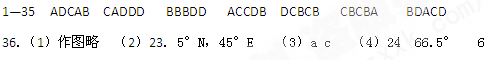 1—35 ADCAB CADDD BBBDD ACCDB DCBCB CBCBA BDACD
36.（1）作图略 （2）23. 5°N，45°E （3）a c （4）24 66.5° 6